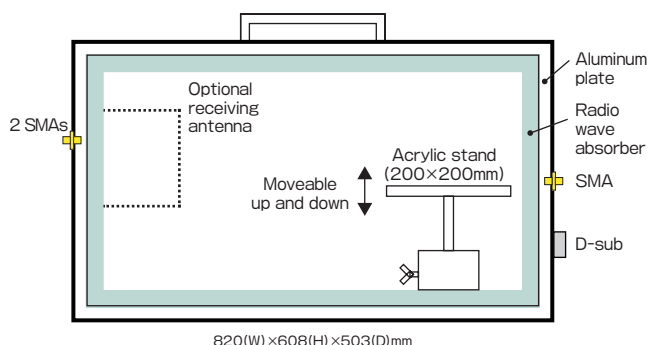 Optional
receiving
antenna
Aluminum
plate
Radio
wave
absorber
2 SMAs
Acrylic stand
(200×200mm)
Moveable
up and down
SMA
D-sub
820(W)×608(H)×503(D)mm